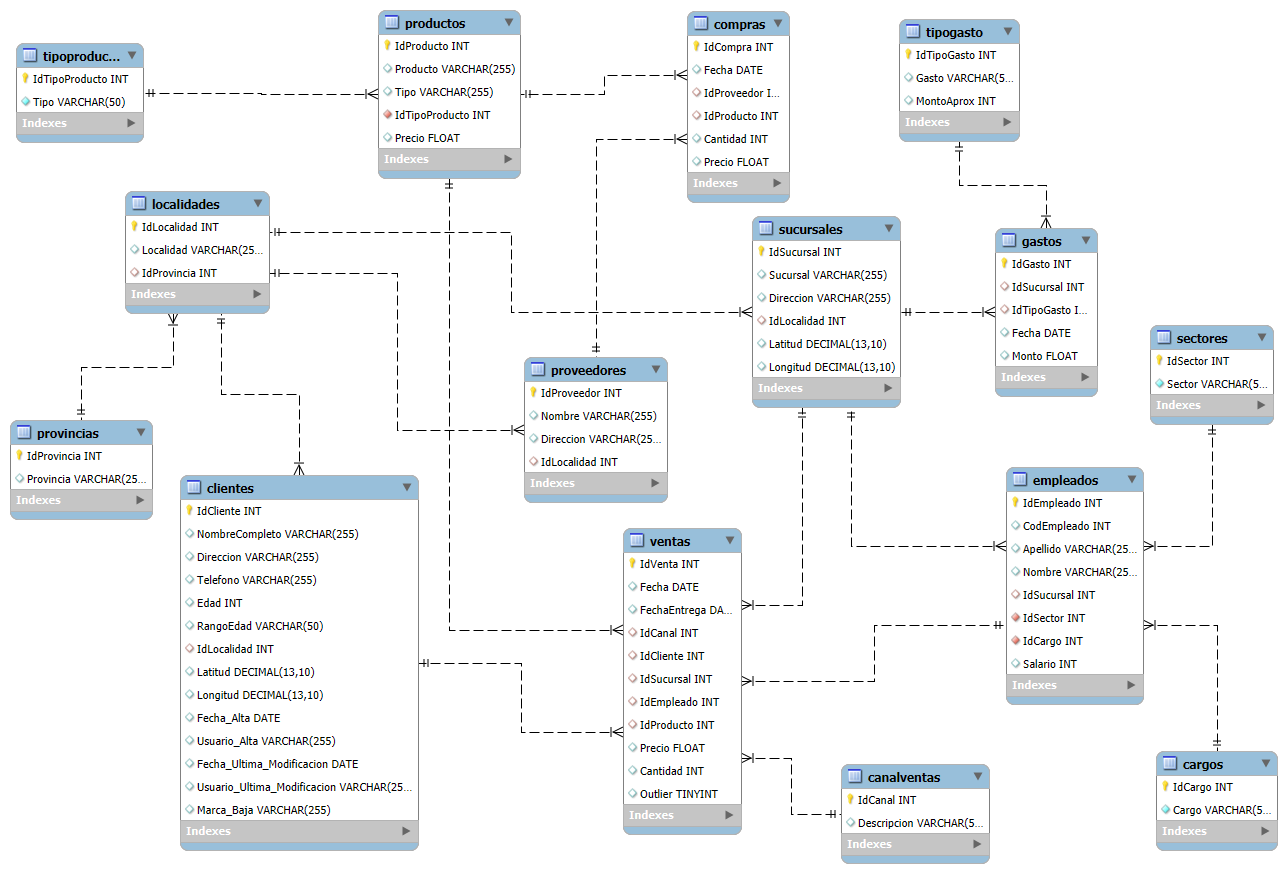 tipoproduc...
IdTipoProducto INT
Tipo VARCHAR(50)
Indexes
productos
IdProducto INT
Producto VARCHAR(255)
Tipo VARCHAR(255)
IdTipoProducto INT
Precio FLOAT
Indexes
compras
IdCompra INT
Fecha DATE
IdProveedor I...
IdProducto INT
Cantidad INT
Precio FLOAT
Indexes
tipogasto
IdTipoGasto INT
Gasto VARCHAR(5...
MontoAprox INT
Indexes
localidades
IdLocalidad INT
Localidad VARCHAR(25...
IdProvincia INT
Indexes
sucursales
IdSucursal INT
Sucursal VARCHAR(255)
Direccion VARCHAR(255)
IdLocalidad INT
Latitud DECIMAL(13,10)
Longitud DECIMAL(13,10)
Indexes
gastos
IdGasto INT
IdSucursal INT
IdTipoGasto I...
Fecha DATE
Monto FLOAT
Indexes
sectores
IdSector INT
Sector VARCHAR(5...
Indexes
proveedores
IdProveedor INT
Nombre VARCHAR(255)
Direccion VARCHAR(25...
IdLocalidad INT
Indexes
provincias
IdProvincia INT
Provincia VARCHAR(25...
Indexes
clientes
IdCliente INT
NombreCompleto VARCHAR(255)
Direccion VARCHAR(255)
Telefono VARCHAR(255)
Edad INT
RangoEdad VARCHAR(50)
IdLocalidad INT
Latitud DECIMAL(13,10)
Longitud DECIMAL(13,10)
Fecha_Alta DATE
Usuario_Alta VARCHAR(255)
Fecha_Ultima_Modificacion DATE
Usuario_Ultima_Modificacion VARCHAR(25...
Marca_Baja VARCHAR(255)
Indexes
ventas
IdVenta INT
Fecha DATE
FechaEntrega DA...
IdCanal INT
IdCliente INT
IdSucursal INT
IdEmpleado INT
IdProducto INT
Precio FLOAT
Cantidad INT
Outlier TINYINT
Indexes
empleados
IdEmpleado INT
CodEmpleado INT
Apellido VARCHAR(25...
Nombre VARCHAR(25...
IdSucursal INT
IdSector INT
IdCargo INT
Salario INT
Indexes
canalventas
IdCanal INT
Descripcion VARCHAR(5...
Indexes
cargos
IdCargo INT
Cargo VARCHAR(5...
Indexes